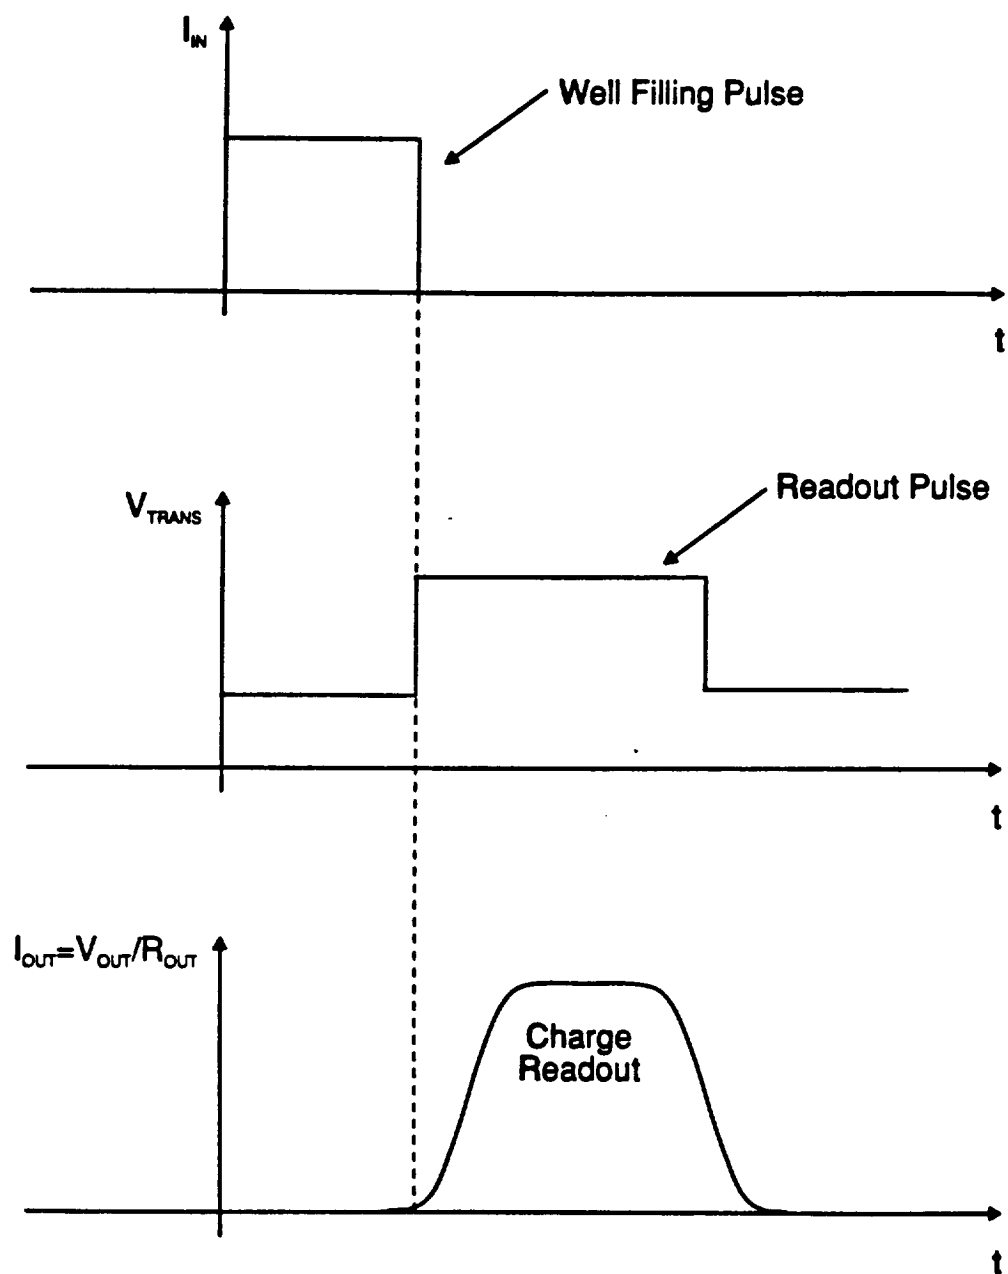 I_IN
Well Filling Pulse
t
V_TRANS
Readout Pulse
t
I_OUT=V_OUT/R_OUT
Charge
Readout
t